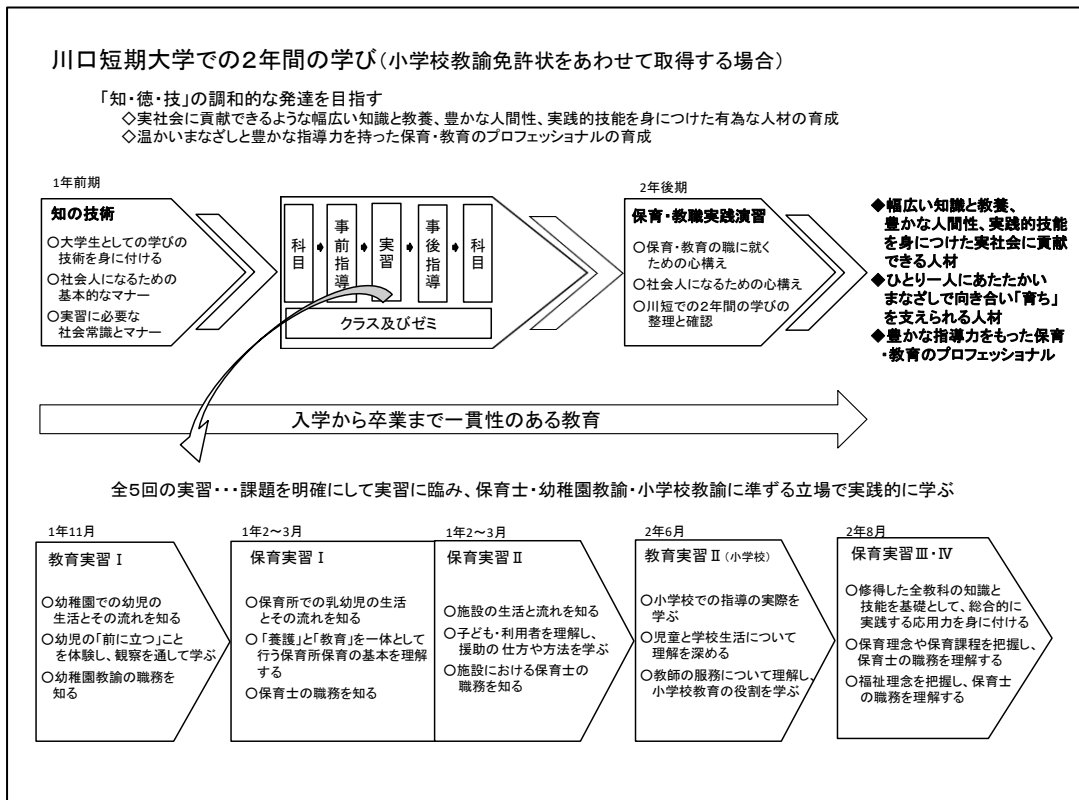 川口短期大学での2年間の学び(小学校教諭免許状をあわせて取得する場合)
「知・徳・技」の調和的な発達を目指す
◇実社会に貢献できるような幅広い知識と教養、豊かな人間性、実践的技能を身につけた有為な人材の育成
◇温かいまなざしと豊かな指導力を持った保育・教育のプロフェッショナルの育成
1年前期
知の技術
○大学生としての学びの
技術を身に付ける
○社会人になるための
基本的なマナー
○実習に必要な
社会常識とマナー
科目
事前指導
実習
事後指導
科目
クラス及びゼミ
2年後期
保育・教職実践演習
○保育・教育の職に就く
ための心構え
○社会人になるための心構え
○川短での2年間の学びの
整理と確認
◆幅広い知識と教養、
豊かな人間性、実践的技能
を身につけた実社会に貢献
できる人材
◆ひとり一人にあたたかい
まなざしで向き合い「育ち」
を支えられる人材
◆豊かな指導力をもった保育
・教育のプロフェッショナル
入学から卒業まで一貫性のある教育
全5回の実習・・・課題を明確にして実習に臨み、保育士・幼稚園教諭・小学校教諭に準ずる立場で実践的に学ぶ
1年11月
教育実習Ⅰ
○幼稚園での幼児の
生活とその流れを知る
○幼児の「前に立つ」こと
を体験し、観察を通して学ぶ
○幼稚園教諭の職務を
知る
1年2~3月
保育実習Ⅰ
○保育所での乳幼児の生活
とその流れを知る
○「養護」と「教育」を一体として
行う保育所保育の基本を理解
する
○保育士の職務を知る
1年2~3月
保育実習Ⅱ
○施設の生活と流れを知る
○子ども・利用者を理解し、
援助の仕方や方法を学ぶ
○施設における保育士の
職務を知る
2年6月
教育実習Ⅱ(小学校)
○小学校での指導の実際を
学ぶ
○児童と学校生活について
理解を深める
○教師の服務について理解し、
小学校教育の役割を学ぶ
2年8月
保育実習Ⅲ・Ⅳ
○修得した全教科の知識と
技能を基礎として、総合的に
実践する応用力を身に付ける
○保育理念や保育課程を把握し、
保育士の職務を理解する
○福祉理念を把握し、保育士
の職務を理解する